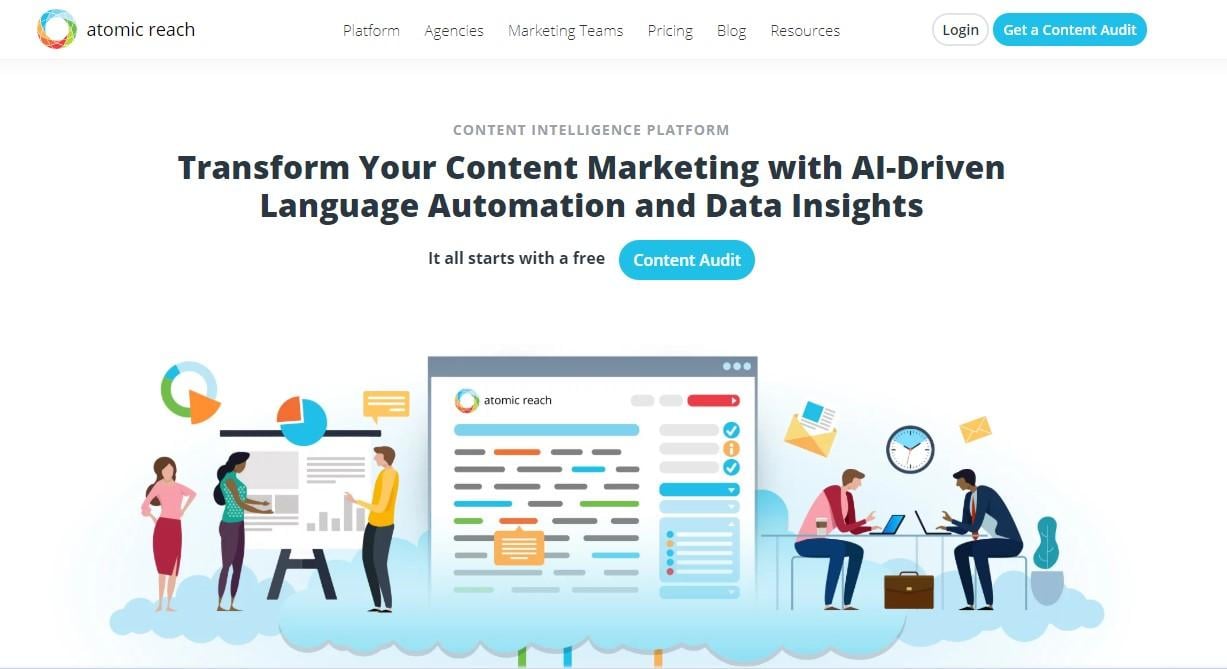 atomic reach
Platform
Agencies
Marketing Teams
Pricing
Blog
Resources
Login
Get a Content Audit
CONTENT INTELLIGENCE PLATFORM
Transform Your Content Marketing with AI-Driven
Language Automation and Data Insights
It all starts with a free
Content Audit
atomic reach